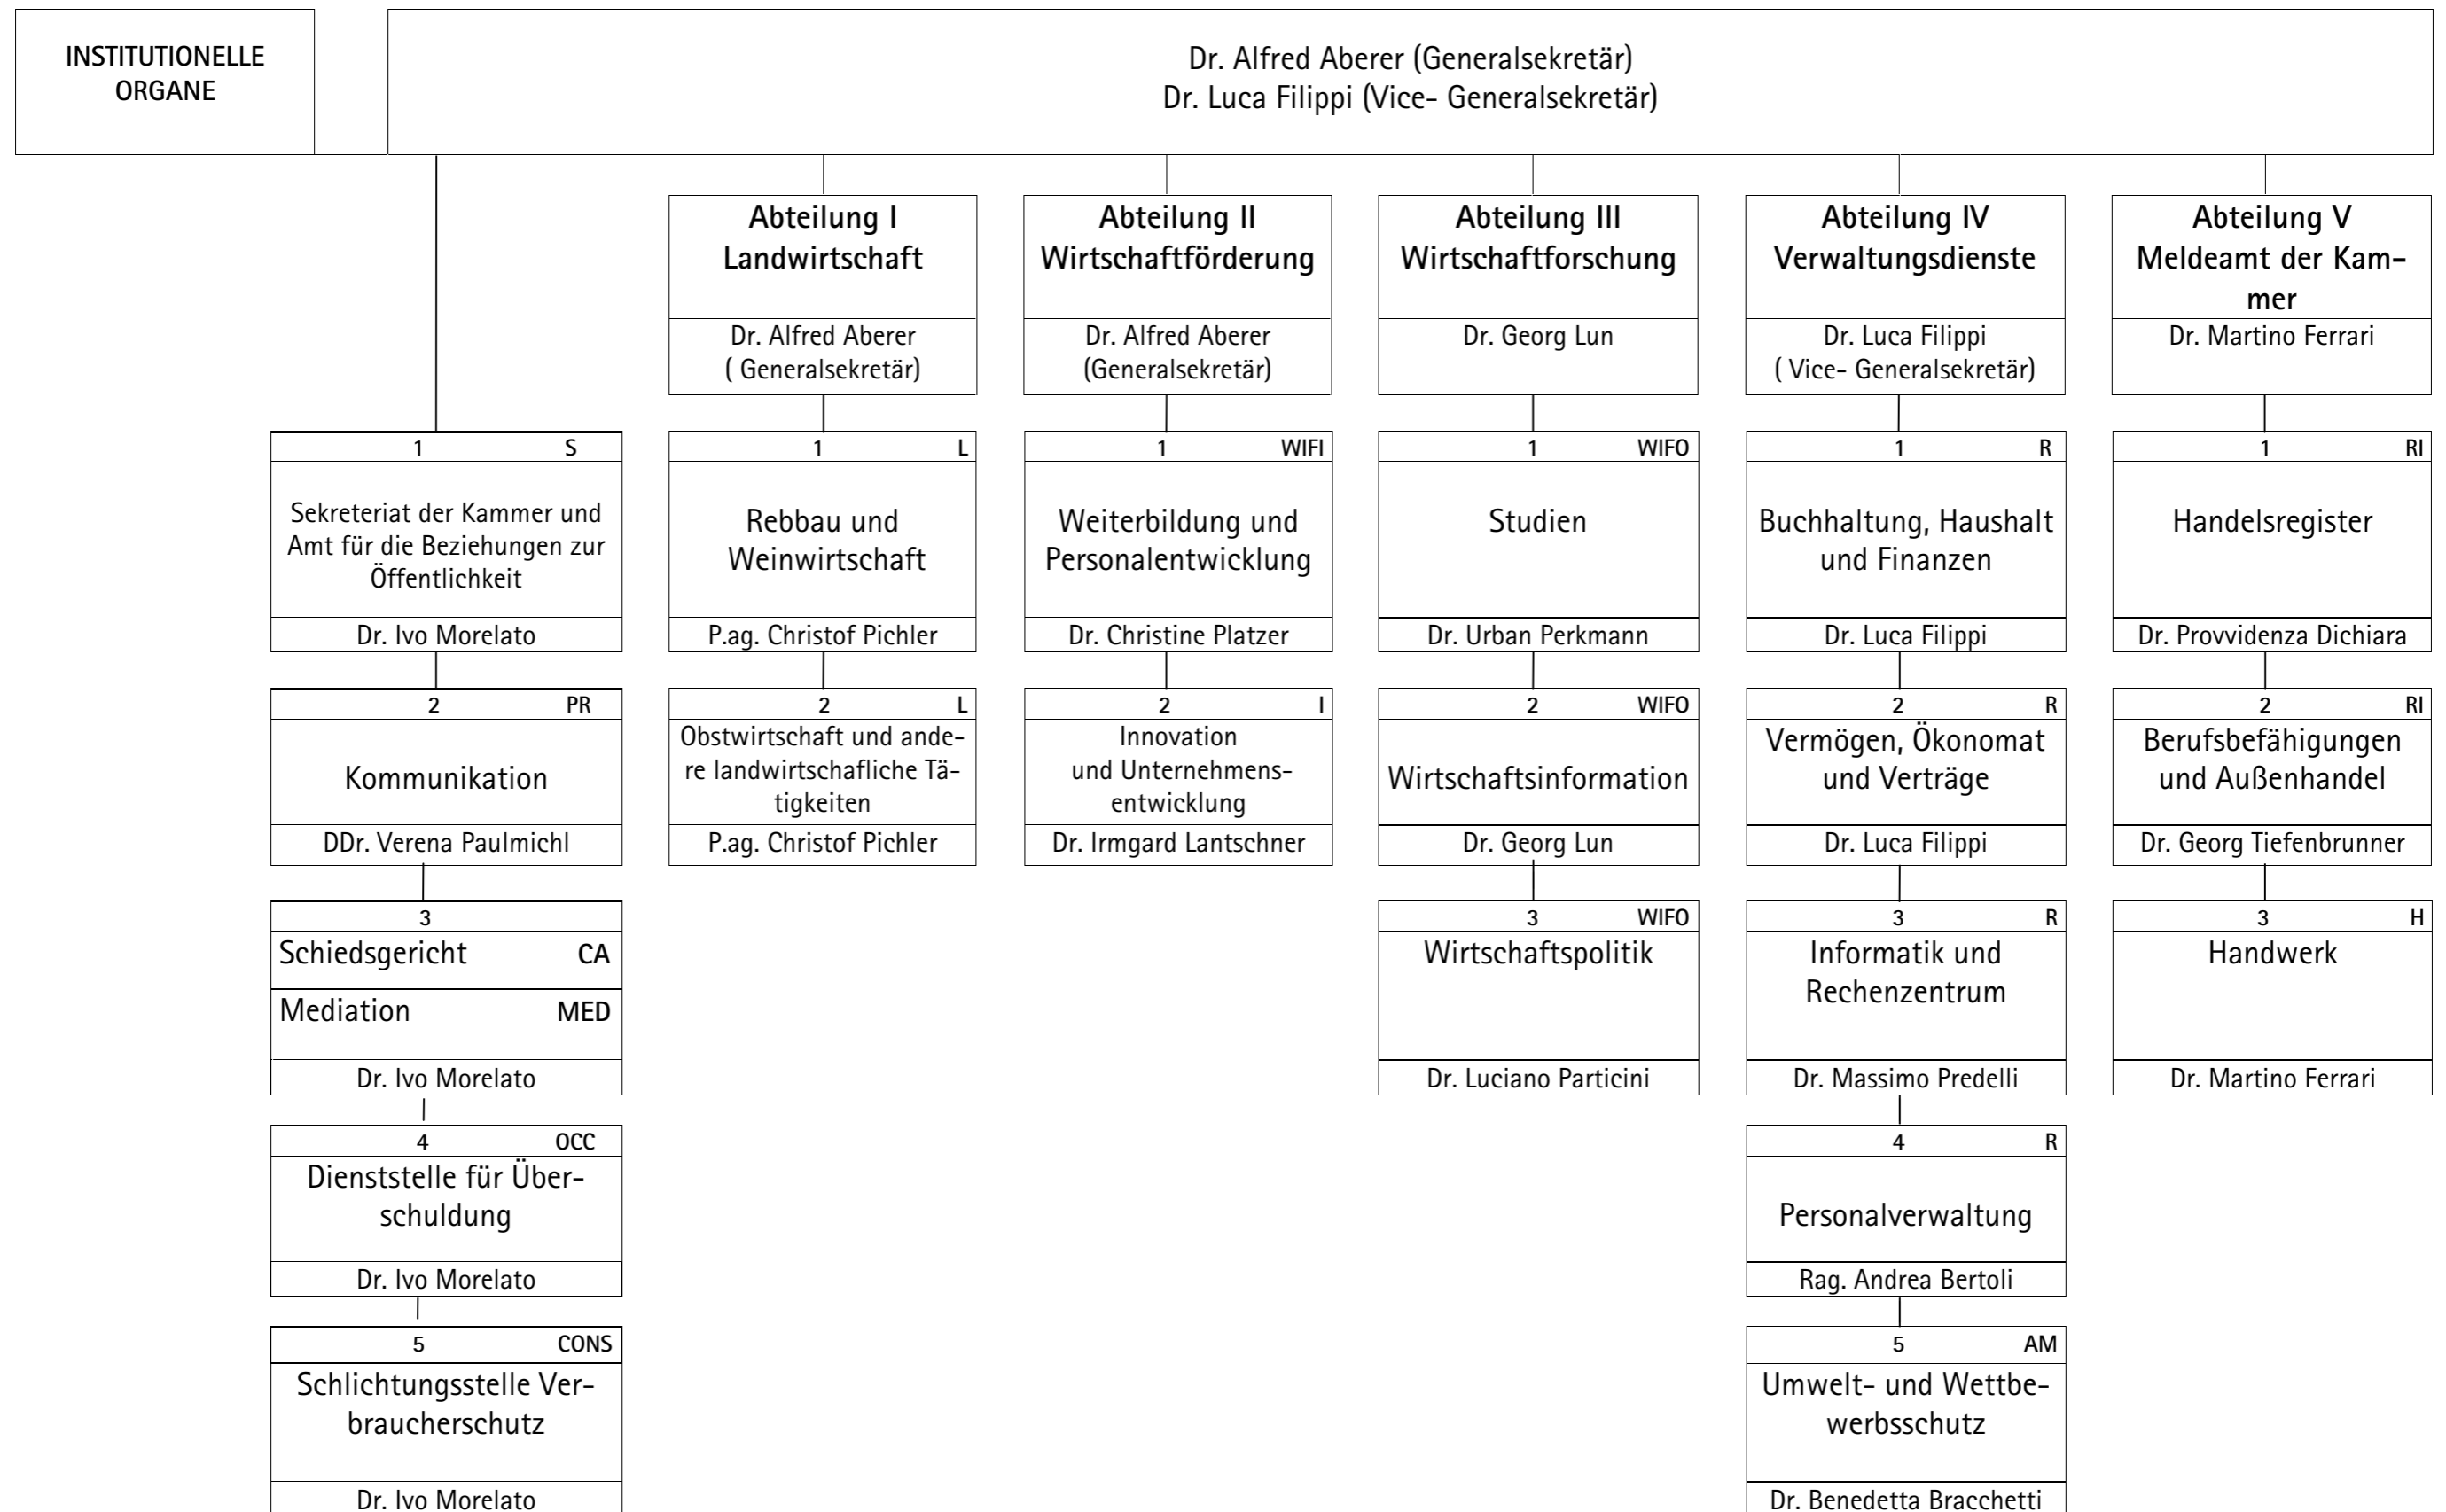 INSTITUTIONELLE
ORGANE
Dr. Alfred Aberer (Generalsekretär)
Dr. Luca Filippi (Vice- Generalsekretär)
Abteilung I
Landwirtschaft
Dr. Alfred Aberer
( Generalsekretär)
Abteilung II
Wirtschaftförderung
Dr. Alfred Aberer
(Generalsekretär)
Abteilung III
Wirtschaftforschung
Dr. Georg Lun
Abteilung IV
Verwaltungsdienste
Dr. Luca Filippi
( Vice- Generalsekretär)
Abteilung V
Meldeamt der Kam-
mer
Dr. Martino Ferrari
1 S
Sekreteriat der Kammer und
Amt für die Beziehungen zur
Öffentlichkeit
Dr. Ivo Morelato
1 L
Rebbau und
Weinwirtschaft
P.ag. Christof Pichler
1 WIFI
Weiterbildung und
Personalentwicklung
Dr. Christine Platzer
1 WIFO
Studien
Dr. Urban Perkmann
1 R
Buchhaltung, Haushalt
und Finanzen
Dr. Luca Filippi
1 RI
Handelsregister
Dr. Provvidenza Dichiara
2 PR
Kommunikation
DDr. Verena Paulmichl
2 L
Obstwirtschaft und ande-
re landwirtschafliche Tä-
tigkeiten
P.ag. Christof Pichler
2 I
Innovation
und Unternehmens-
entwicklung
Dr. Irmgard Lantschner
2 WIFO
Wirtschaftsinformation
Dr. Georg Lun
2 R
Vermögen, Ökonomat
und Verträge
Dr. Luca Filippi
2 RI
Berufsbefähigungen
und Außenhandel
Dr. Georg Tiefenbrunner
3
Schiedsgericht CA
Mediation MED
Dr. Ivo Morelato
3 WIFO
Wirtschaftspolitik
Dr. Luciano Particini
3 R
Informatik und
Rechenzentrum
Dr. Massimo Predelli
3 H
Handwerk
Dr. Martino Ferrari
4 OCC
Dienststelle für Über-
schuldung
Dr. Ivo Morelato
4 R
Personalverwaltung
Rag. Andrea Bertoli
5 CONS
Schlichtungsstelle Ver-
braucherschutz
Dr. Ivo Morelato
5 AM
Umwelt- und Wettbe-
werbsschutz
Dr. Benedetta Bracchetti